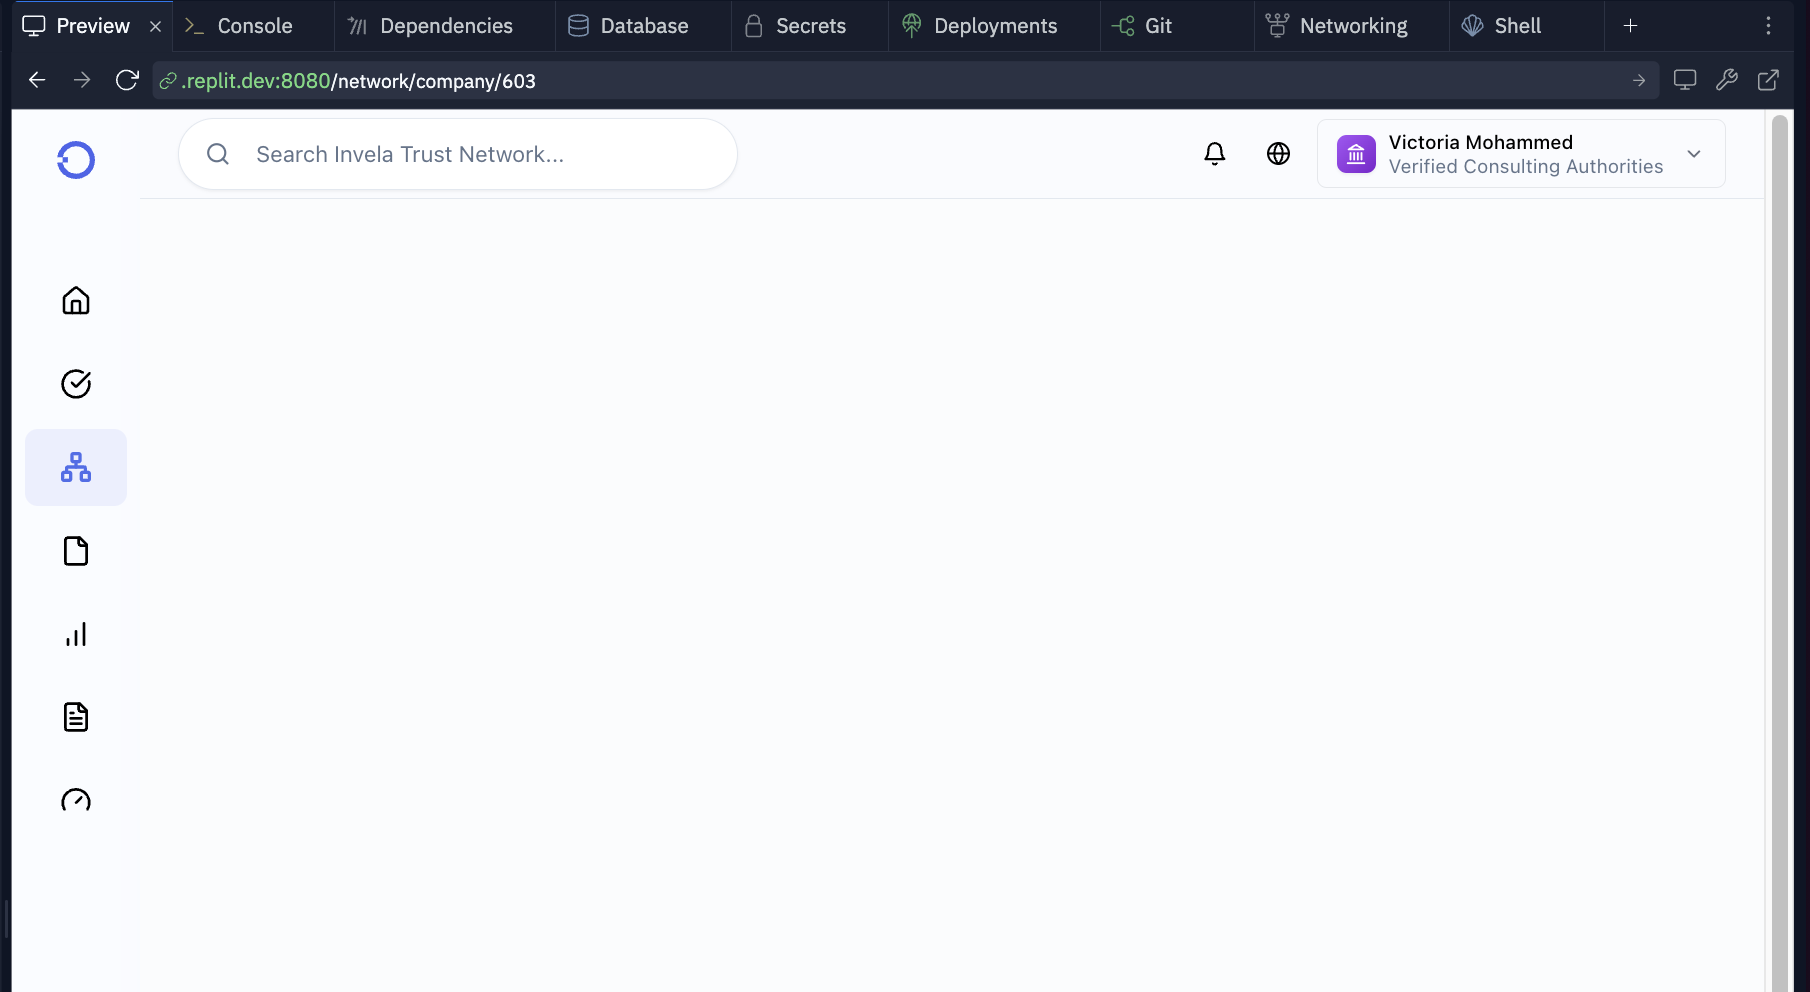 Preview
Console
Dependencies
Database
Secrets
Deployments
Git
Networking
Shell
.replit.dev:8080/network/company/603
Search Invela Trust Network...
Victoria Mohammed
Verified Consulting Authorities